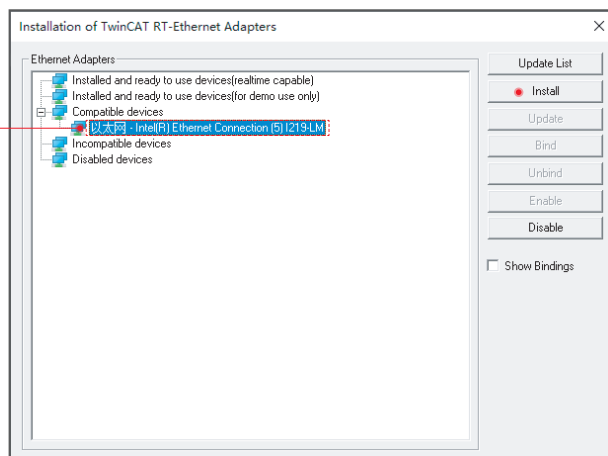 Installation of TwinCAT RT-Ethernet Adapters
Ethernet Adapters
Installed and ready to use devices(realtime capable)
Installed and ready to use devices(for demo use only)
Compatible devices
以太网 - Intel(R) Ethernet Connection (5) I219-LM
Incompatible devices
Disabled devices
Update List
Install
Update
Bind
Unbind
Enable
Disable
Show Bindings